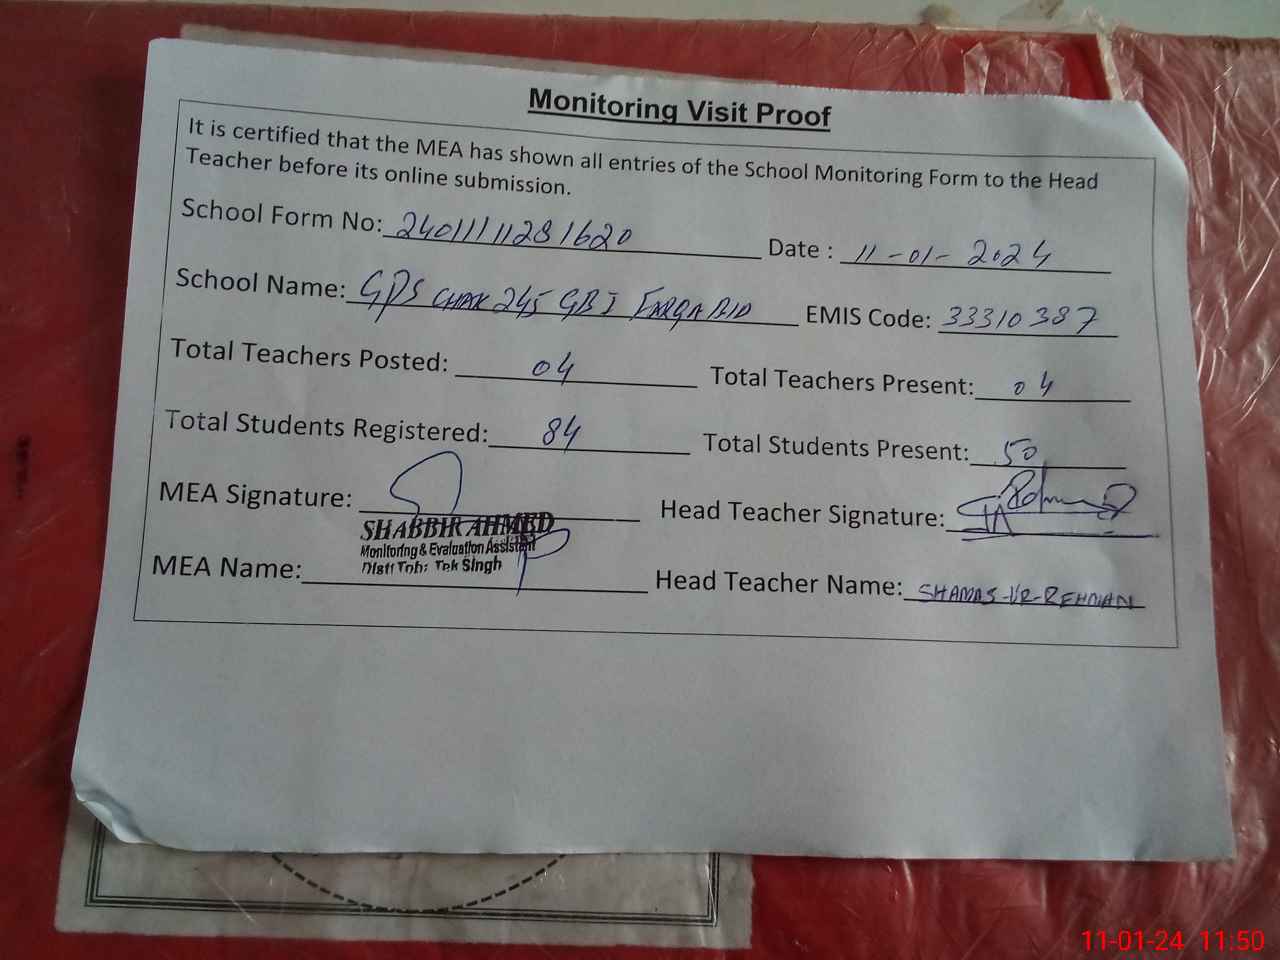 Monitoring Visit Proof
It is certified that the MEA has shown all entries of the School Monitoring Form to the Head
Teacher before its online submission.
School Form No: 2401111281620 Date : 11-01-2024
School Name: GPS CHAK 245 GB I EARGABID EMIS Code: 33310387
Total Teachers Posted: 04 Total Teachers Present: 04
Total Students Registered: 84 Total Students Present: 50
MEA Signature: Head Teacher Signature:
SHABBIR AHMED
Monitoring & Evaluation Assistant
Distt Tob: Tek Singh
MEA Name: Head Teacher Name: SHAMAS-UR-REHMAN
11-01-24 11:50